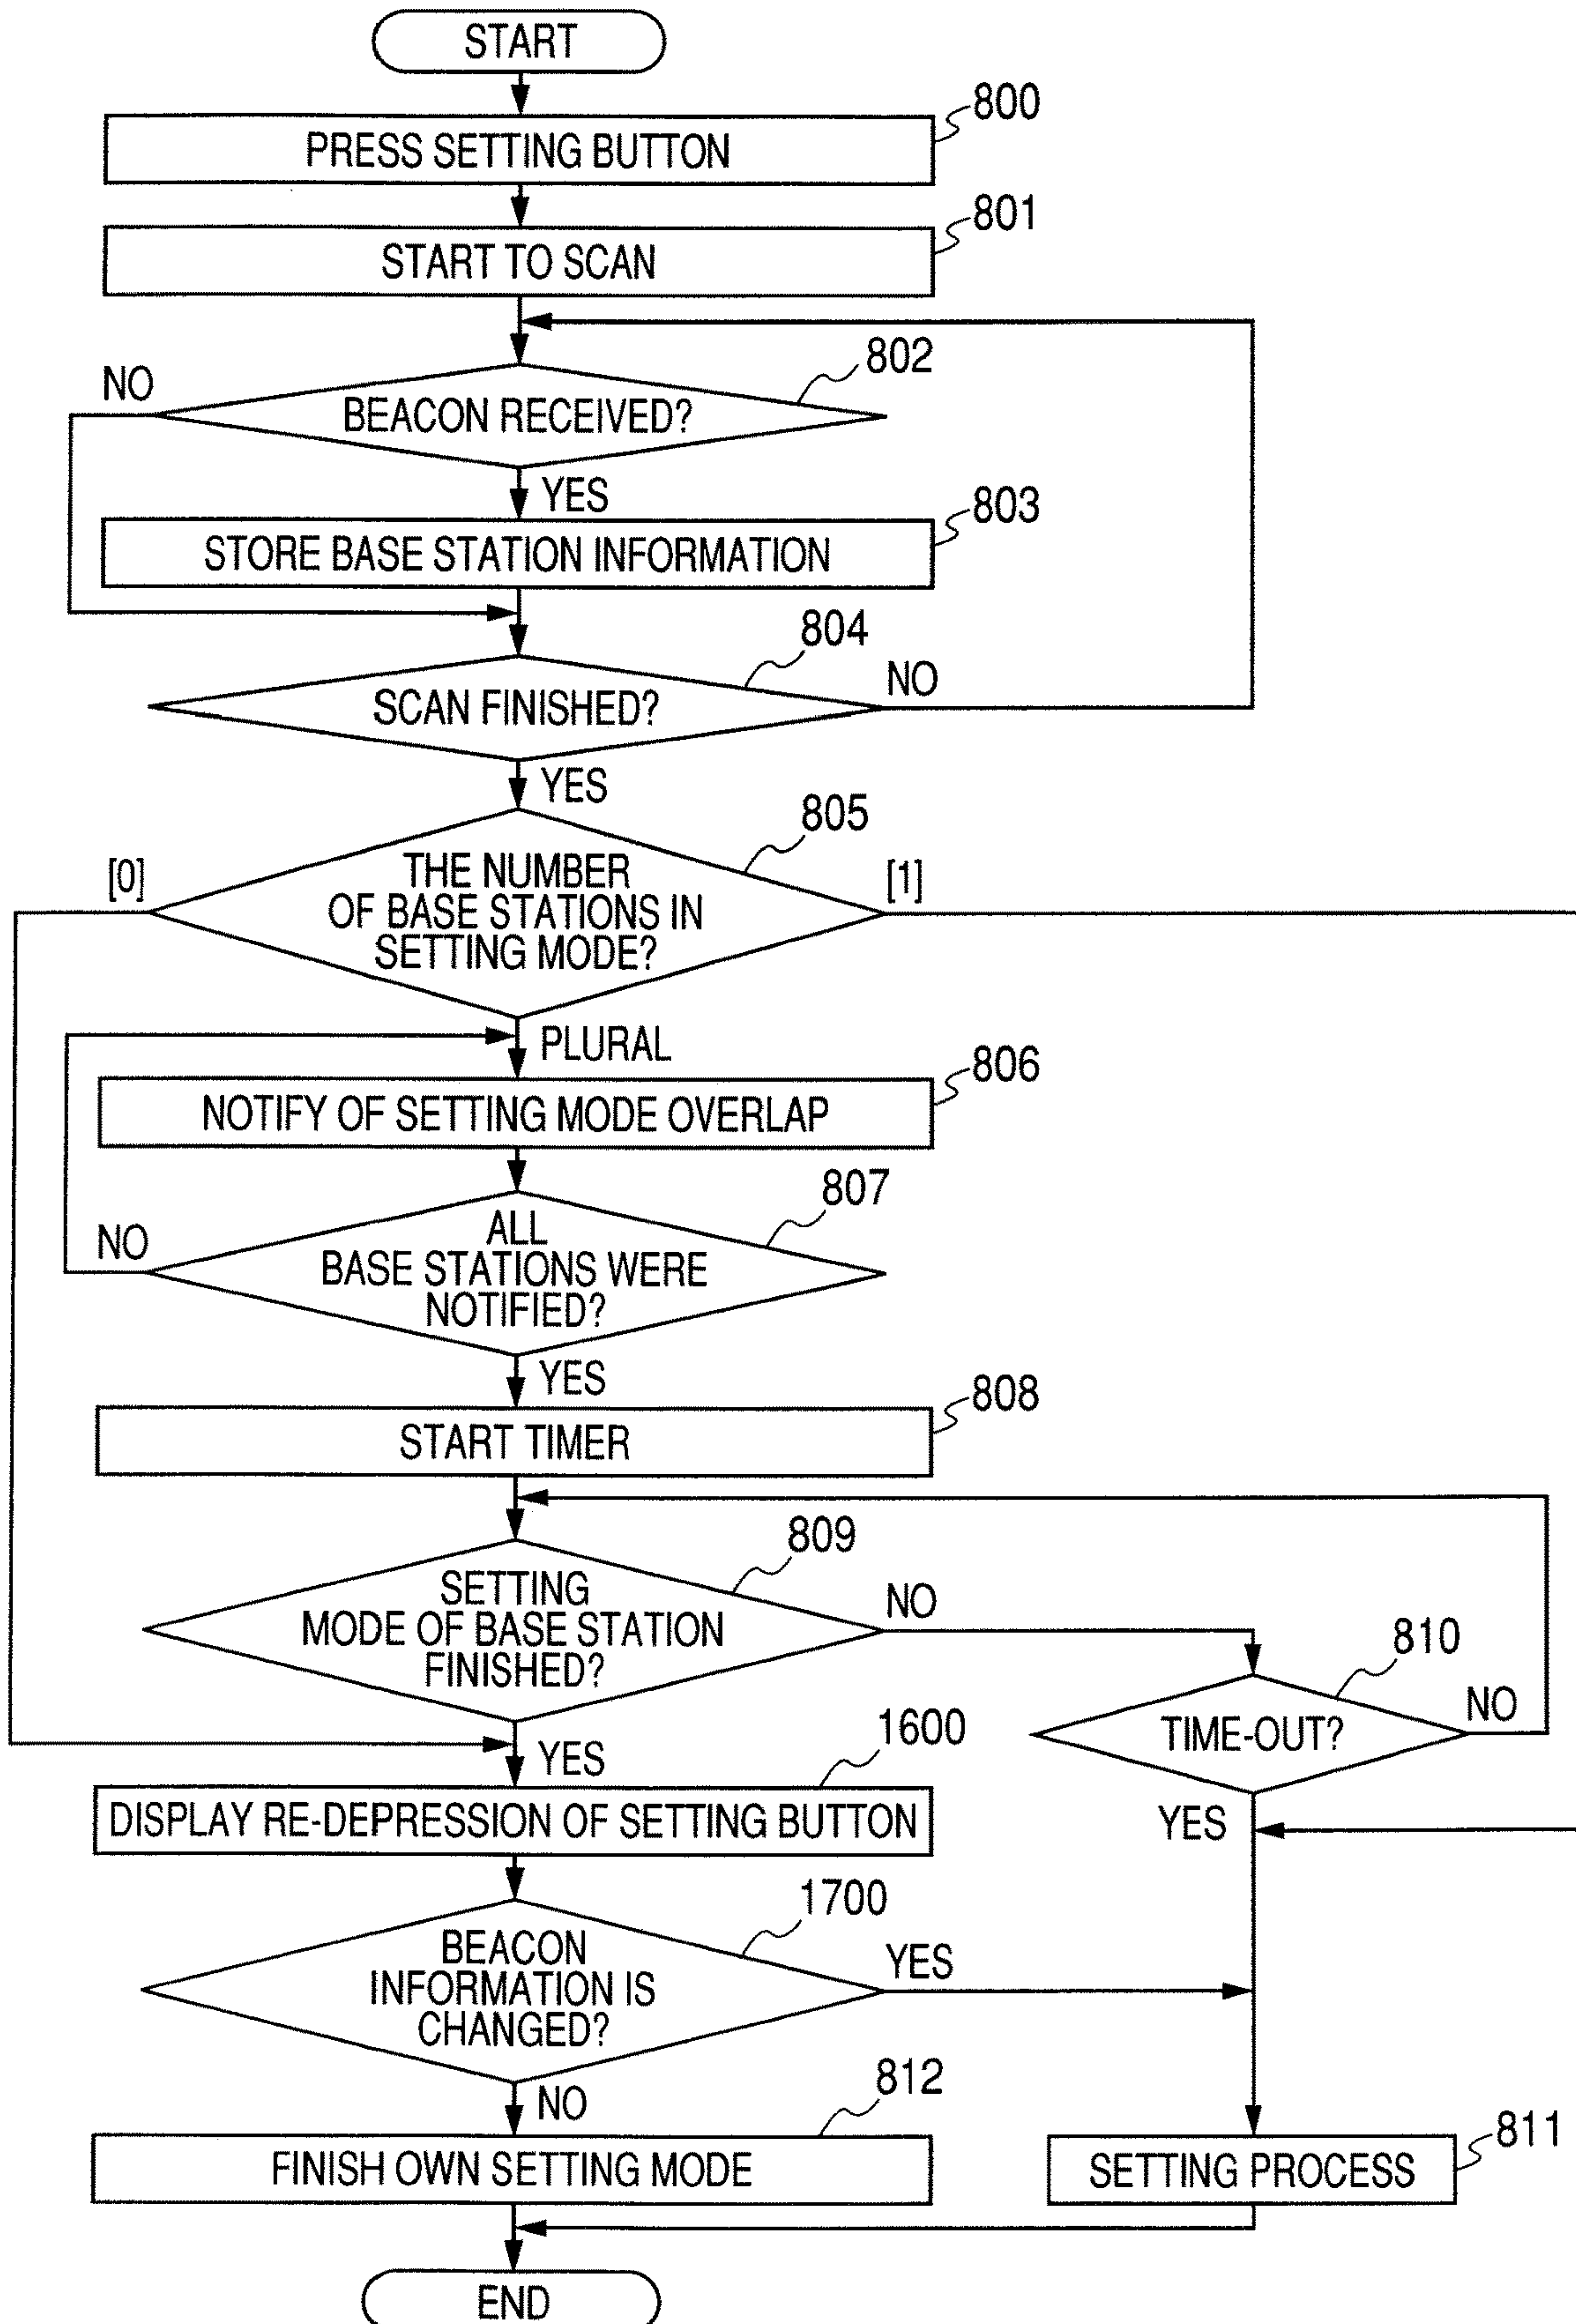 START
800
PRESS SETTING BUTTON
801
START TO SCAN
802
NO
BEACON RECEIVED?
YES
803
STORE BASE STATION INFORMATION
804
NO
SCAN FINISHED?
YES
805
[0]
[1]
THE NUMBER
OF BASE STATIONS IN
SETTING MODE?
PLURAL
806
NOTIFY OF SETTING MODE OVERLAP
807
NO
ALL
BASE STATIONS WERE
NOTIFIED?
YES
808
START TIMER
809
SETTING
MODE OF BASE STATION
FINISHED?
NO
810
TIME-OUT?
NO
YES
1600
YES
DISPLAY RE-DEPRESSION OF SETTING BUTTON
1700
BEACON
INFORMATION IS
CHANGED?
YES
NO
812
FINISH OWN SETTING MODE
811
SETTING PROCESS
END